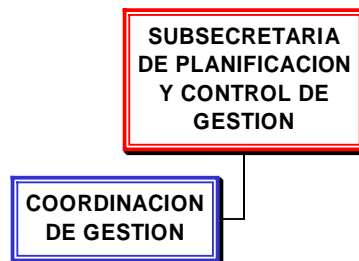 SUBSECRETARIA
DE PLANIFICACION
Y CONTROL DE
GESTION
COORDINACION
DE GESTION